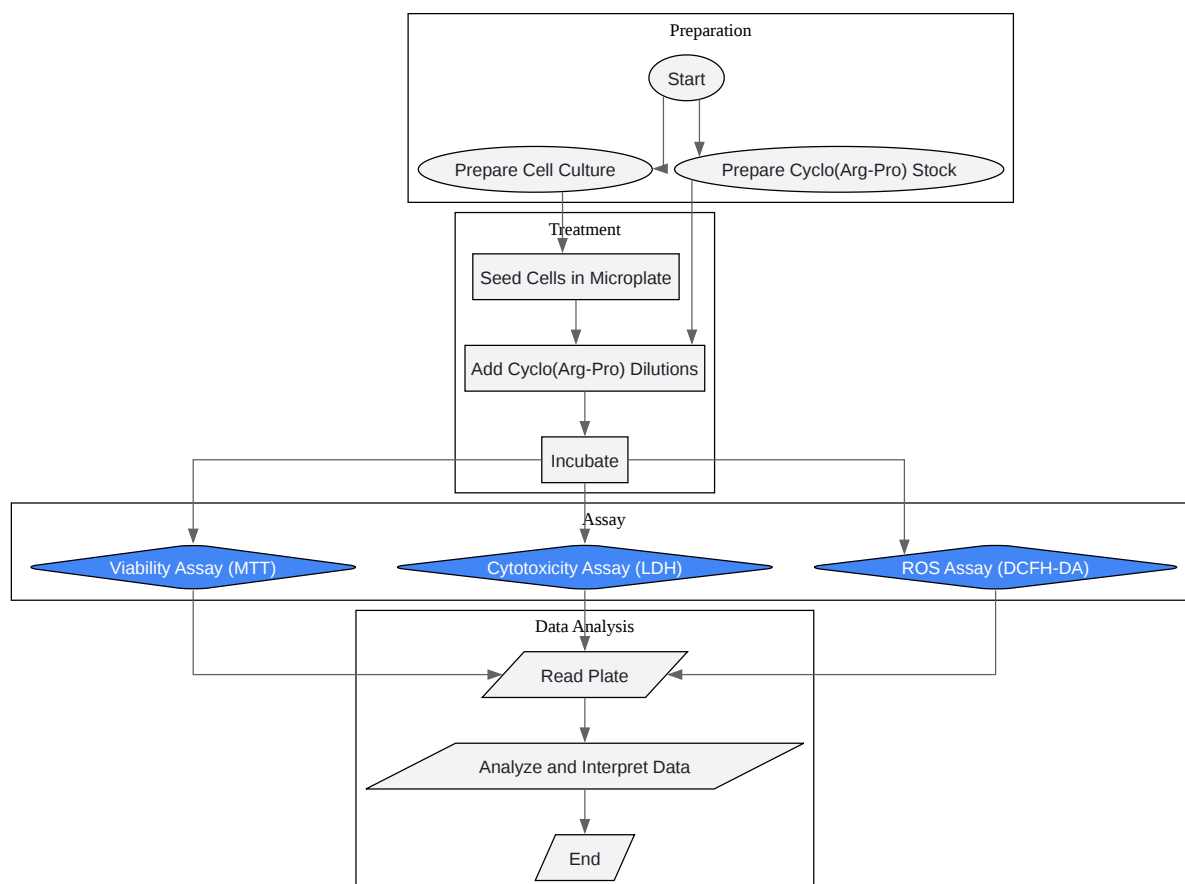 Preparation
Start
Prepare Cell Culture
Prepare Cyclo(Arg-Pro) Stock
Treatment
Seed Cells in Microplate
Add Cyclo(Arg-Pro) Dilutions
Incubate
Assay
Viability Assay (MTT)
Cytotoxicity Assay (LDH)
ROS Assay (DCFH-DA)
Data Analysis
Read Plate
Analyze and Interpret Data
End